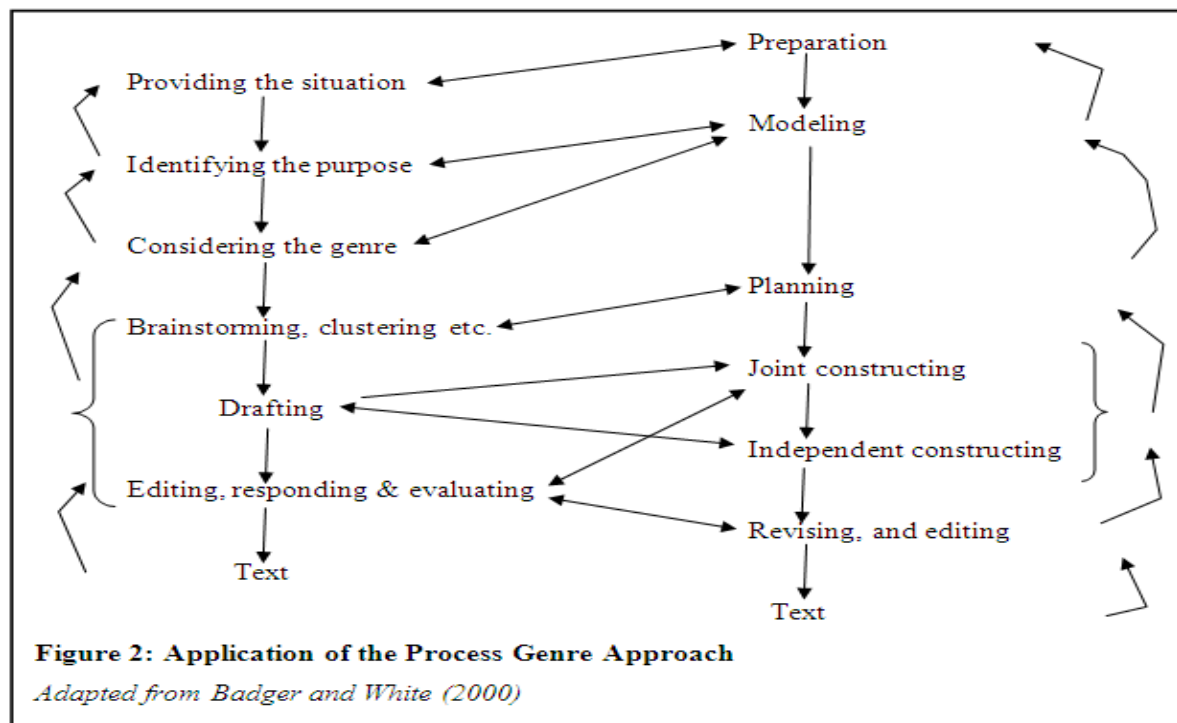 Preparation
Providing the situation
Modeling
Identifying the purpose
Considering the genre
Planning
Brainstorming, clustering etc.
Joint constructing
Drafting
Independent constructing
Editing, responding & evaluating
Revising, and editing
Text
Text
Figure 2: Application of the Process Genre Approach
Adapted from Badger and White (2000)